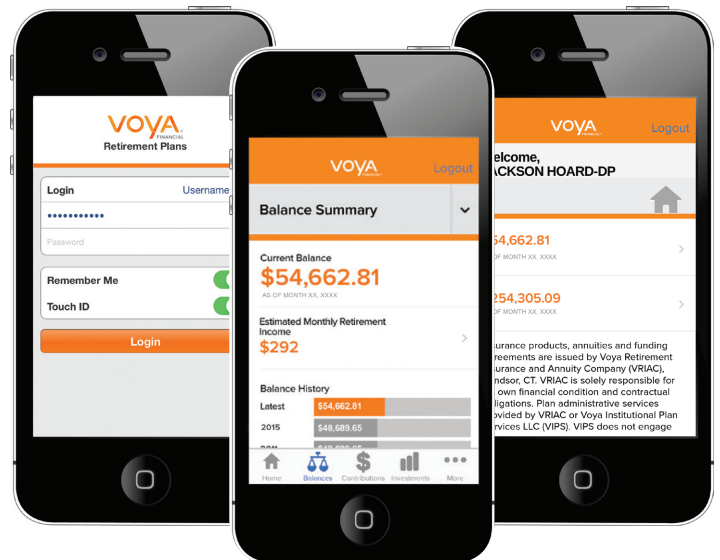 VOYA
FINANCIAL
Retirement Plans
Login
Username
Password
Remember Me
Touch ID
Login
VOYA
FINANCIAL
Logout
Balance Summary
Current Balance
$54,662.81
AS OF MONTH XX, XXXX
Estimated Monthly Retirement
Income
$292
Balance History
Latest $54,662.81
2015 $48,689.65
Home Balances Contributions Investments More
VOYA
FINANCIAL
Logout
elcome,
ACKSON HOARD-DP
54,662.81
OF MONTH XX, XXXX
254,305.09
OF MONTH XX, XXXX
surance products, annuities and funding
reements are issued by Voya Retirement
surance and Annuity Company (VRIAC),
ndsor, CT. VRIAC is solely responsible for
own financial condition and contractual
ligations. Plan administrative services
ovided by VRIAC or Voya Institutional Plan
rvices LLC (VIPS). VIPS does not engage